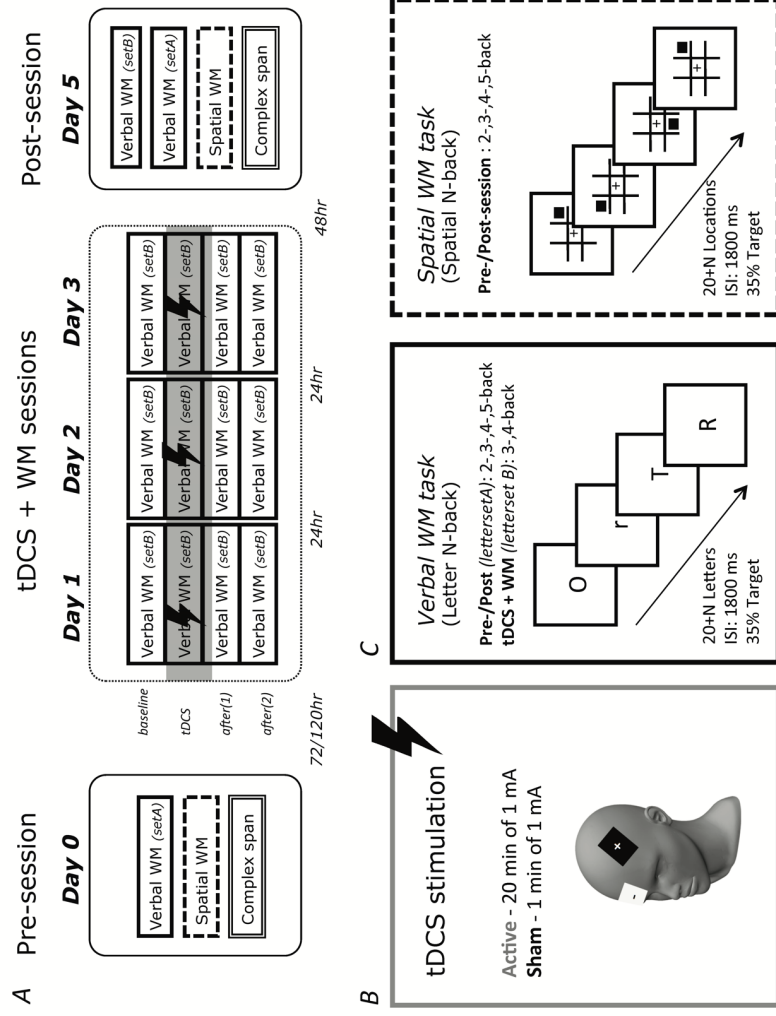 A
Pre-session
tDCS + WM sessions
Post-session
Day 0
Day 1
Day 2
Day 3
Day 5
Verbal WM (setA)
Spatial WM
Complex span
baseline
tDCS
after(1)
after(2)
Verbal WM (setB)
Verbal WM (setB)
Verbal WM (setB)
Verbal WM (setB)
Verbal WM (setB)
Verbal WM (setB)
Verbal WM (setB)
Verbal WM (setB)
Verbal WM (setB)
Verbal WM (setB)
Verbal WM (setB)
Verbal WM (setB)
Verbal WM (setB)
Verbal WM (setA)
Spatial WM
Complex span
72/120hr
24hr
24hr
48hr
B
tDCS stimulation
Active - 20 min of 1 mA
Sham - 1 min of 1 mA
+
-
C
Verbal WM task
(Letter N-back)
Pre-/Post (lettersetA): 2-,3-,4-,5-back
tDCS + WM (letterset B): 3-,4-back
O
r
T
R
20+N Letters
ISI: 1800 ms
35% Target
Spatial WM task
(Spatial N-back)
Pre-/Post-session : 2-,3-,4-,5-back
+
+
+
+
20+N Locations
ISI: 1800 ms
35% Target